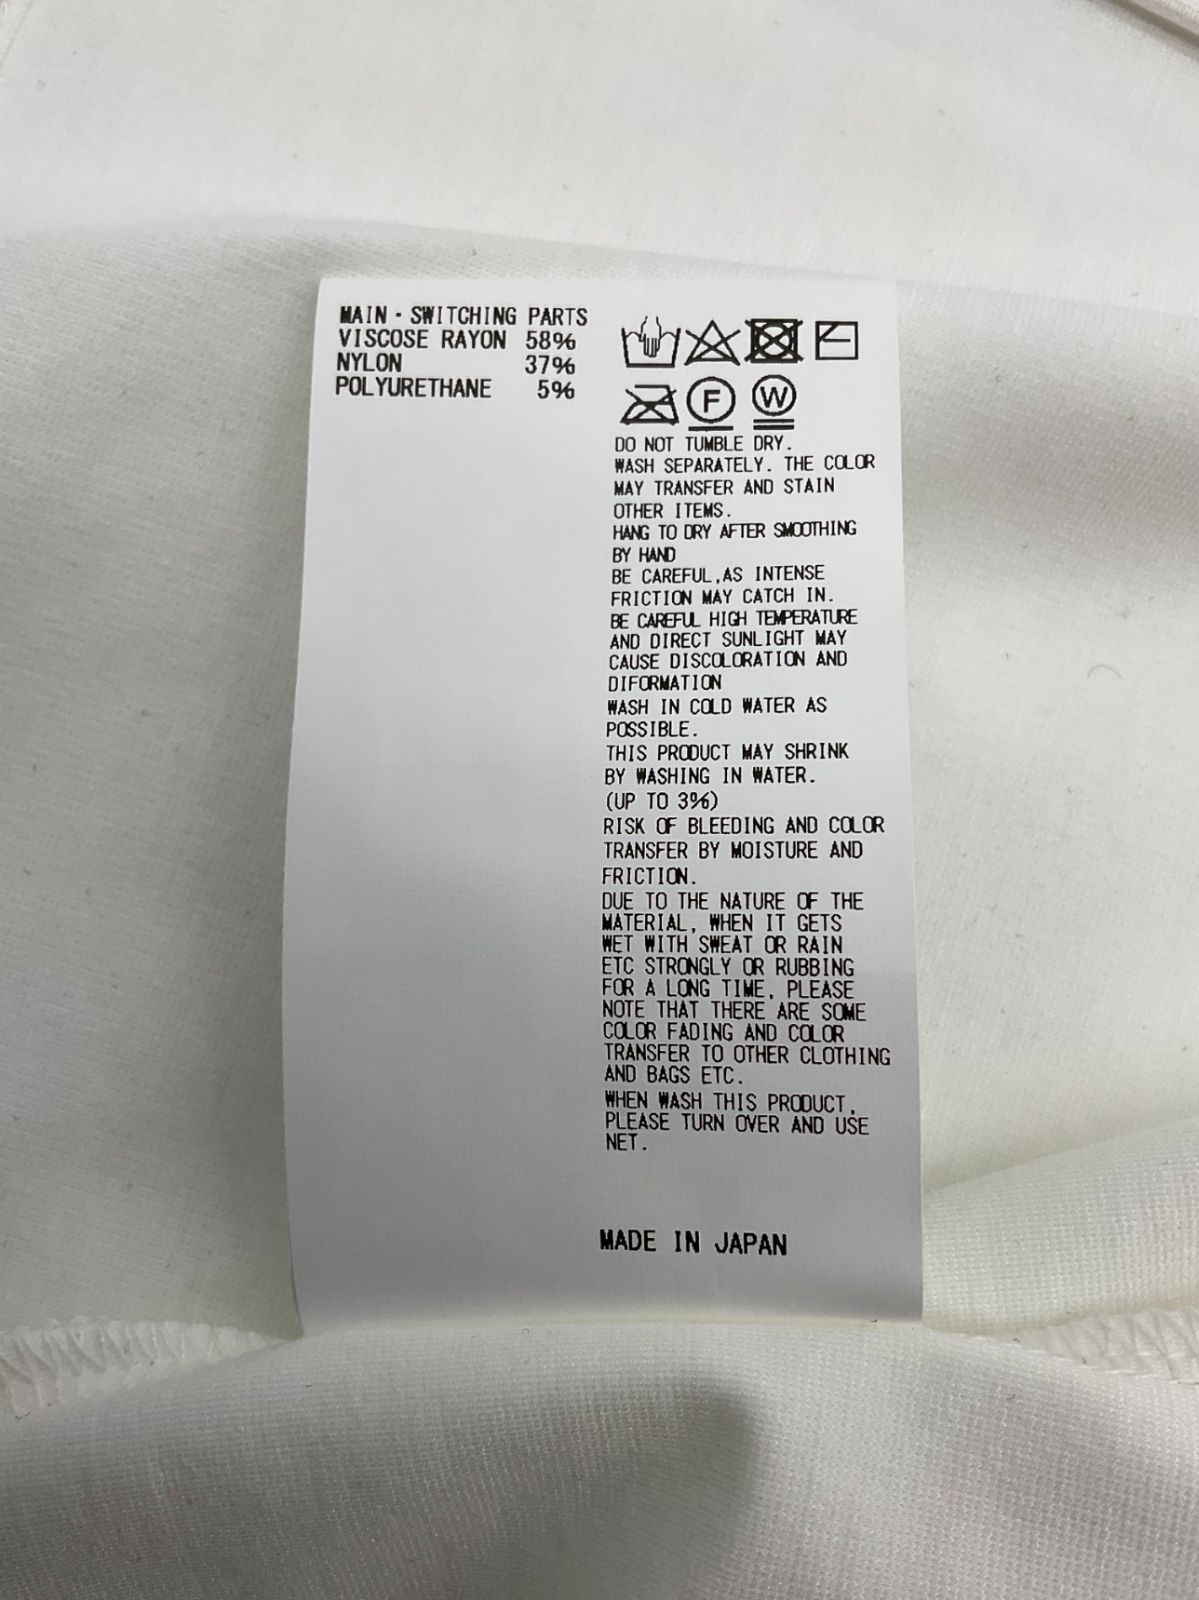 MAIN・SWITCHING PARTS
VISCOSE RAYON 58%
NYLON 37%
POLYURETHANE 5%
F
W
DO NOT TUMBLE DRY.
WASH SEPARATELY. THE COLOR
MAY TRANSFER AND STAIN
OTHER ITEMS.
HANG TO DRY AFTER SMOOTHING
BY HAND
BE CAREFUL,AS INTENSE
FRICTION MAY CATCH IN.
BE CAREFUL HIGH TEMPERATURE
AND DIRECT SUNLIGHT MAY
CAUSE DISCOLORATION AND
DIFORMATION
WASH IN COLD WATER AS
POSSIBLE.
THIS PRODUCT MAY SHRINK
BY WASHING IN WATER.
(UP TO 3%)
RISK OF BLEEDING AND COLOR
TRANSFER BY MOISTURE AND
FRICTION.
DUE TO THE NATURE OF THE
MATERIAL, WHEN IT GETS
WET WITH SWEAT OR RAIN
ETC STRONGLY OR RUBBING
FOR A LONG TIME, PLEASE
NOTE THAT THERE ARE SOME
COLOR FADING AND COLOR
TRANSFER TO OTHER CLOTHING
AND BAGS ETC.
WHEN WASH THIS PRODUCT,
PLEASE TURN OVER AND USE
NET.
MADE IN JAPAN